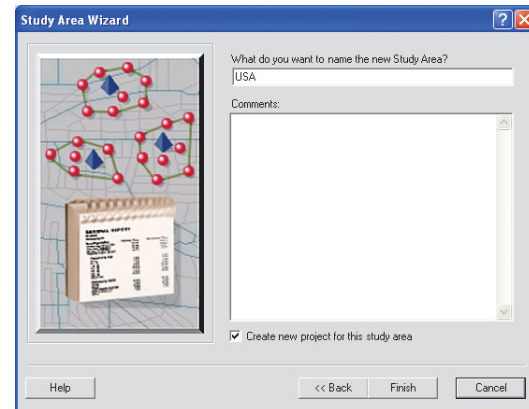 Study Area Wizard
What do you want to name the new Study Area?
USA
Comments:
Create new project for this study area
Help
<< Back
Finish
Cancel